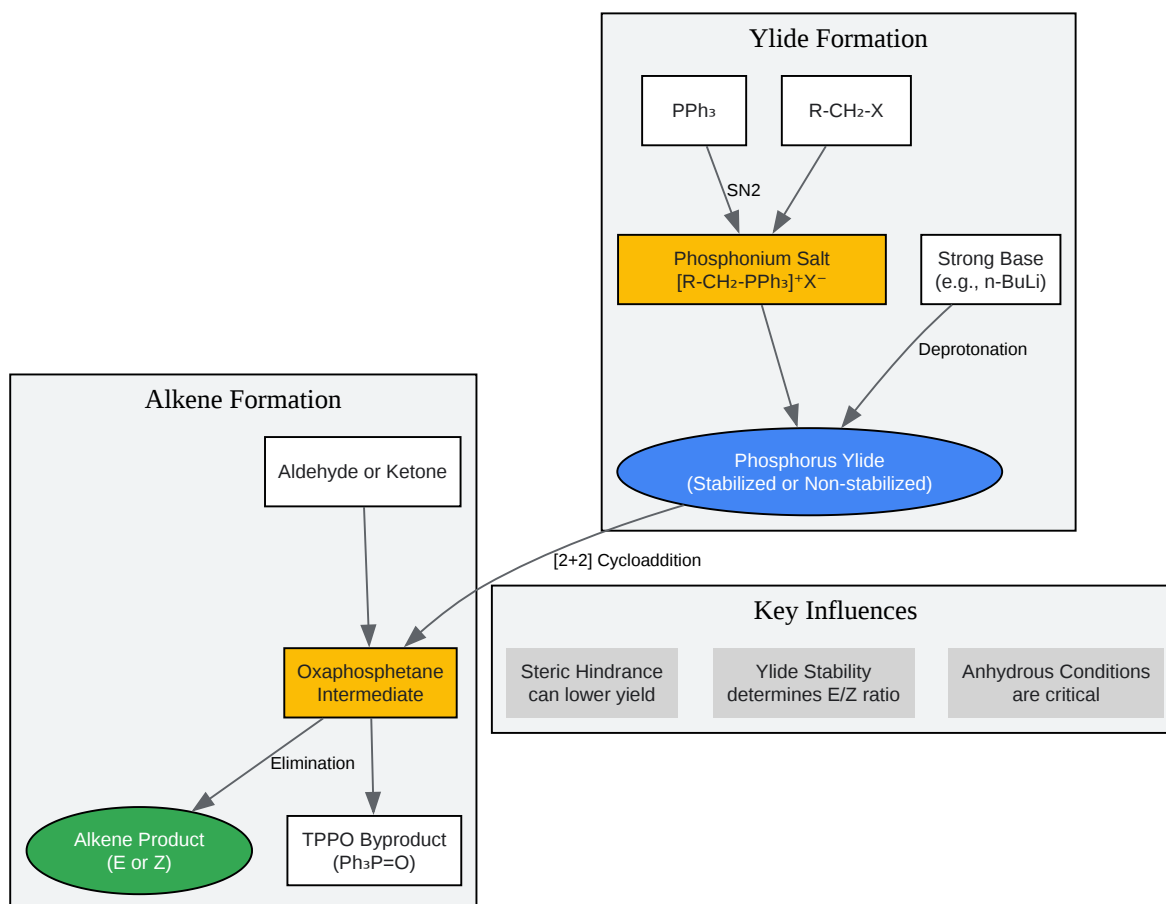 Ylide Formation
PPh₃
R-CH₂-X
SN2
Phosphonium Salt
[R-CH₂-PPh₃]⁺X⁻
Strong Base
(e.g., n-BuLi)
Deprotonation
Phosphorus Ylide
(Stabilized or Non-stabilized)
Alkene Formation
Aldehyde or Ketone
[2+2] Cycloaddition
Oxaphosphetane
Intermediate
Elimination
Alkene Product
(E or Z)
TPPO Byproduct
(Ph₃P=O)
Key Influences
Steric Hindrance
can lower yield
Ylide Stability
determines E/Z ratio
Anhydrous Conditions
are critical